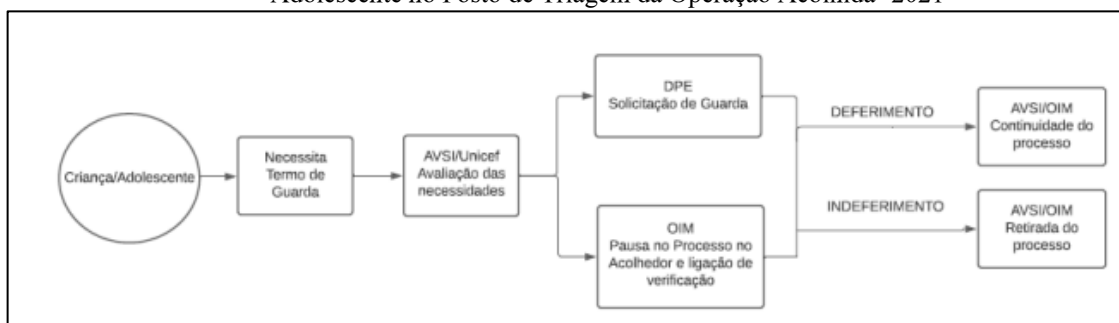 Adolescente no Posto de Triagem da Operação Acolhida- 2021
Criança/Adolescente
Necessita
Termo de
Guarda
AVSI/Unicef
Avaliação das
necessidades
DPE
Solicitação de Guarda
OIM
Pausa no Processo no
Acolhedor e ligação de
verificação
DEFERIMENTO
INDEFERIMENTO
AVSI/OIM
Continuidade do
processo
AVSI/OIM
Retirada do
processo